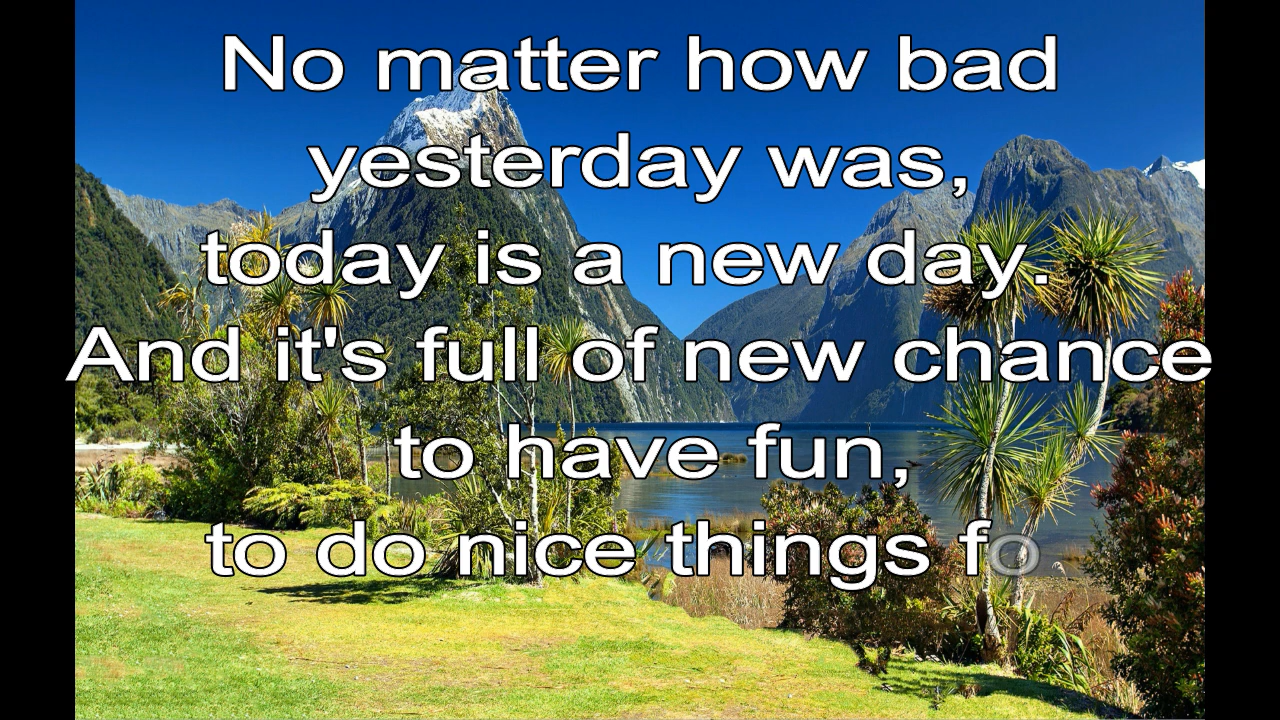 No matter how bad
yesterday was,
today is a new day.
And it's full of new chance
to have fun,
to do nice things fo